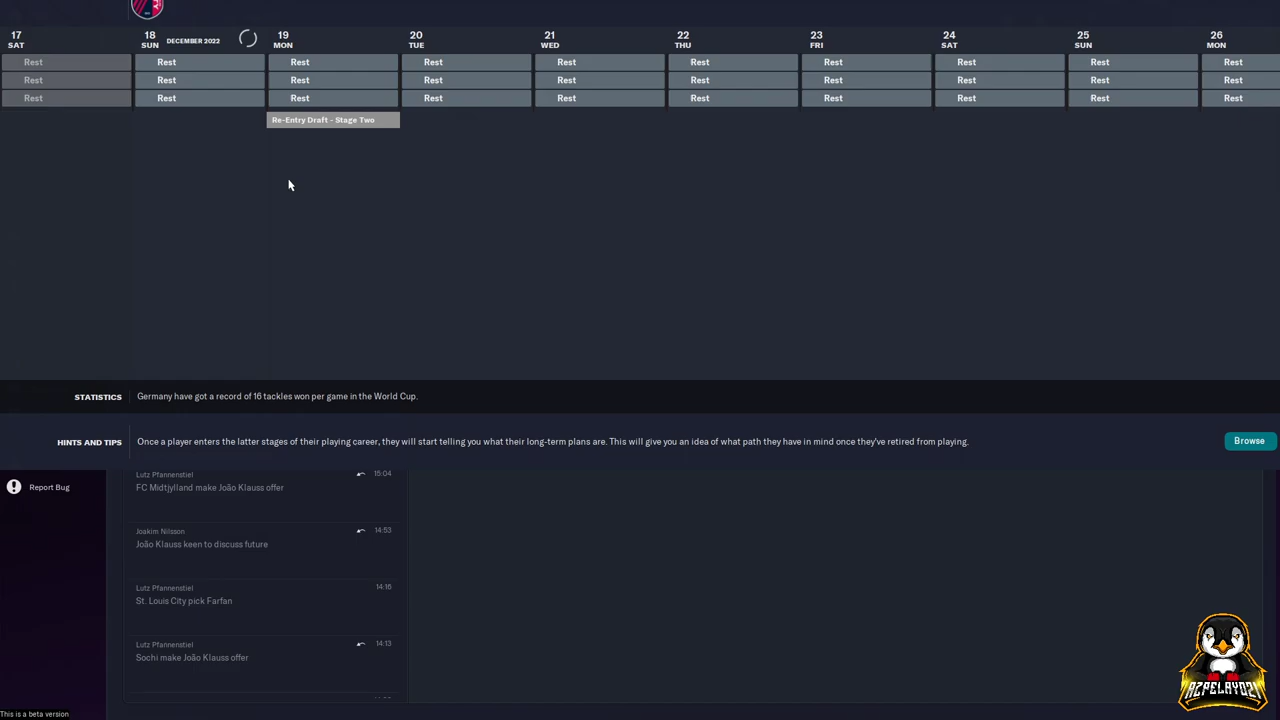 17
SAT
18
SUN DECEMBER 2022
19
MON
20
TUE
21
WED
22
THU
23
FRI
24
SAT
25
SUN
26
MON
Rest Rest Rest Rest Rest Rest Rest Rest Rest Rest
Rest Rest Rest Rest Rest Rest Rest Rest Rest Rest
Rest Rest Rest Rest Rest Rest Rest Rest Rest Rest
Re-Entry Draft - Stage Two
STATISTICS Germany have got a record of 16 tackles won per game in the World Cup.
HINTS AND TIPS Once a player enters the latter stages of their playing career, they will start telling you what their long-term plans are. This will give you an idea of what path they have in mind once they've retired from playing. Browse
Report Bug
Lutz Pfannenstiel 15:04
FC Midtjylland make João Klauss offer
Joakim Nilsson 14:53
João Klauss keen to discuss future
Lutz Pfannenstiel 14:16
St. Louis City pick Farfan
Lutz Pfannenstiel 14:13
Sochi make João Klauss offer
This is a beta version
AZPELAYO21